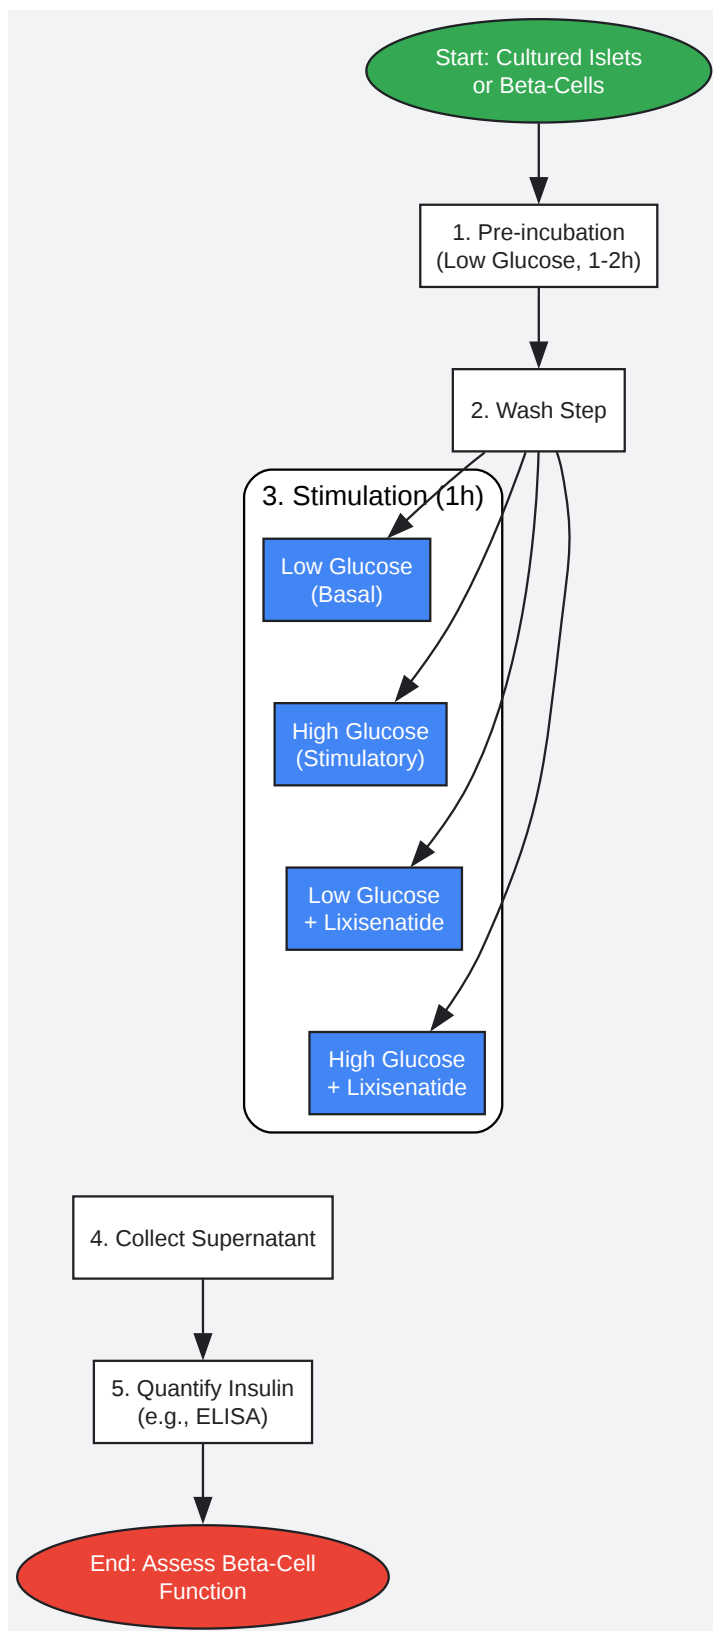 Start: Cultured Islets
or Beta-Cells
1. Pre-incubation
(Low Glucose, 1-2h)
2. Wash Step
3. Stimulation (1h)
Low Glucose
(Basal)
High Glucose
(Stimulatory)
Low Glucose
+ Lixisenatide
High Glucose
+ Lixisenatide
4. Collect Supernatant
5. Quantify Insulin
(e.g., ELISA)
End: Assess Beta-Cell
Function